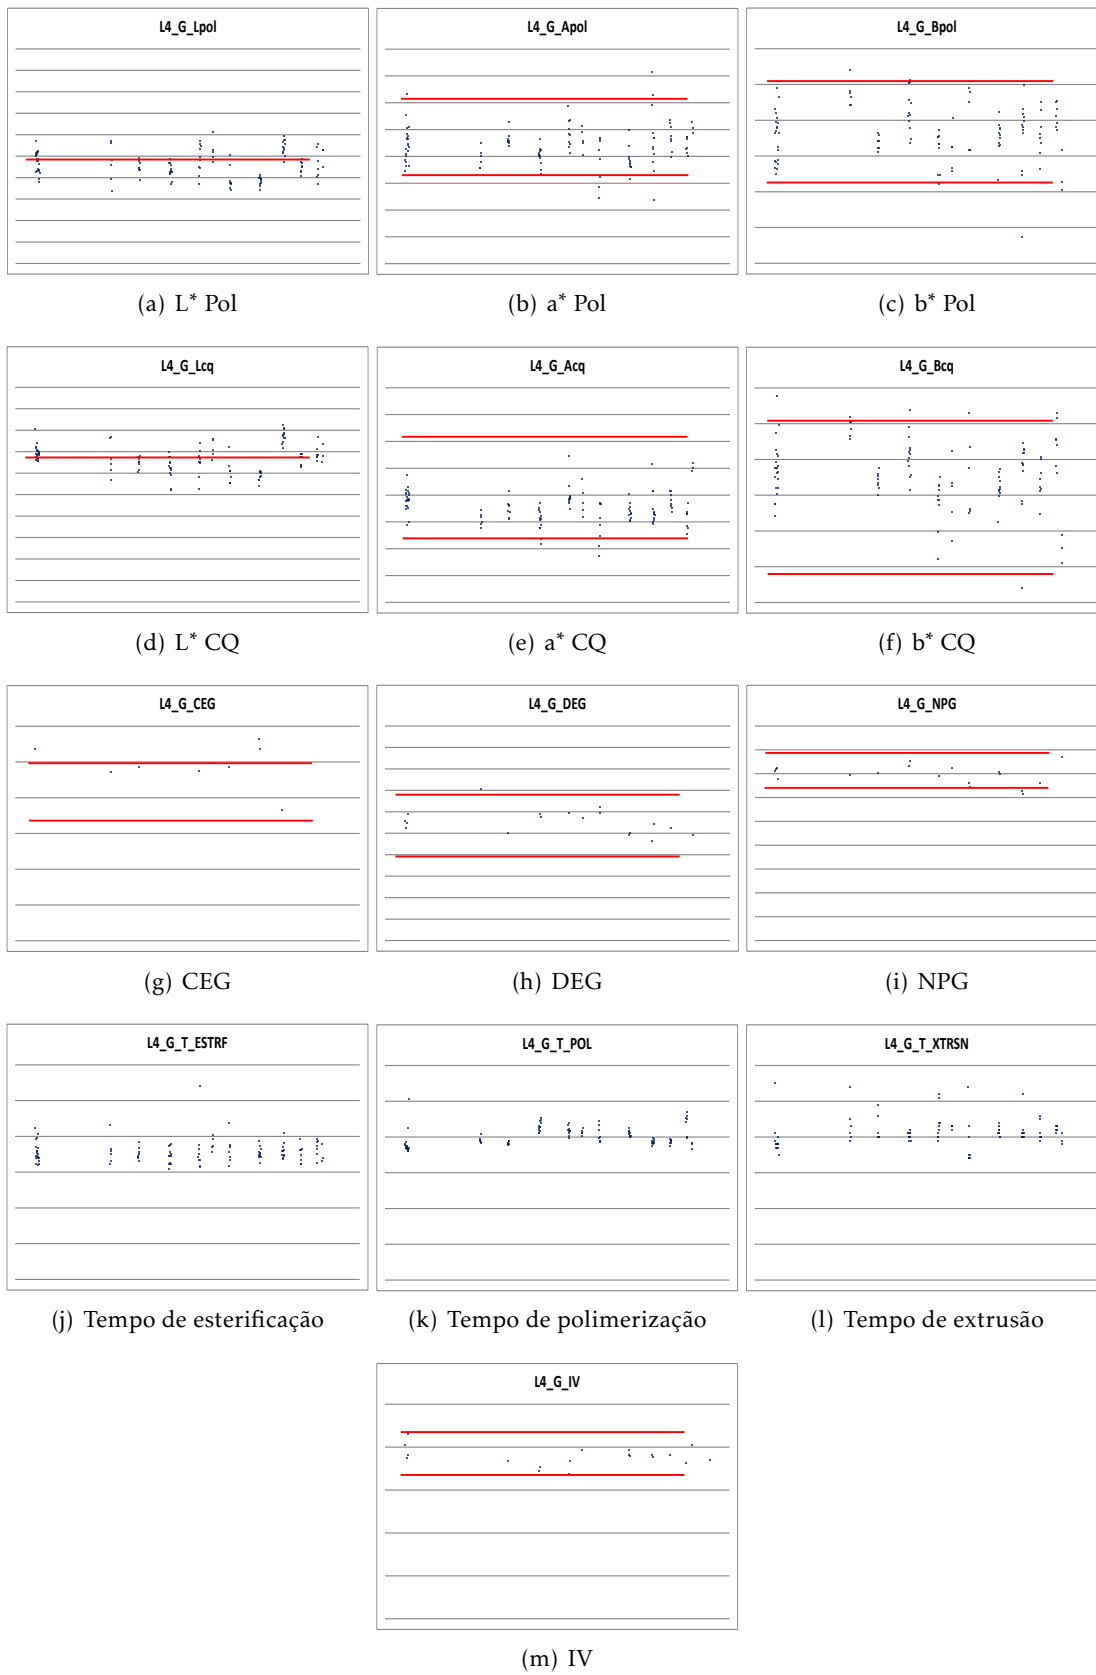 L4_G_Lpol
L4_G_Apol
L4_G_Bpol
(a) L* Pol
(b) a* Pol
(c) b* Pol
L4_G_Lcq
L4_G_Acq
L4_G_Bcq
(d) L* CQ
(e) a* CQ
(f) b* CQ
L4_G_CEG
L4_G_DEG
L4_G_NPG
(g) CEG
(h) DEG
(i) NPG
L4_G_T_ESTRF
L4_G_T_POL
L4_G_T_XTRSN
(j) Tempo de esterificação
(k) Tempo de polimerização
(l) Tempo de extrusão
L4_G_IV
(m) IV